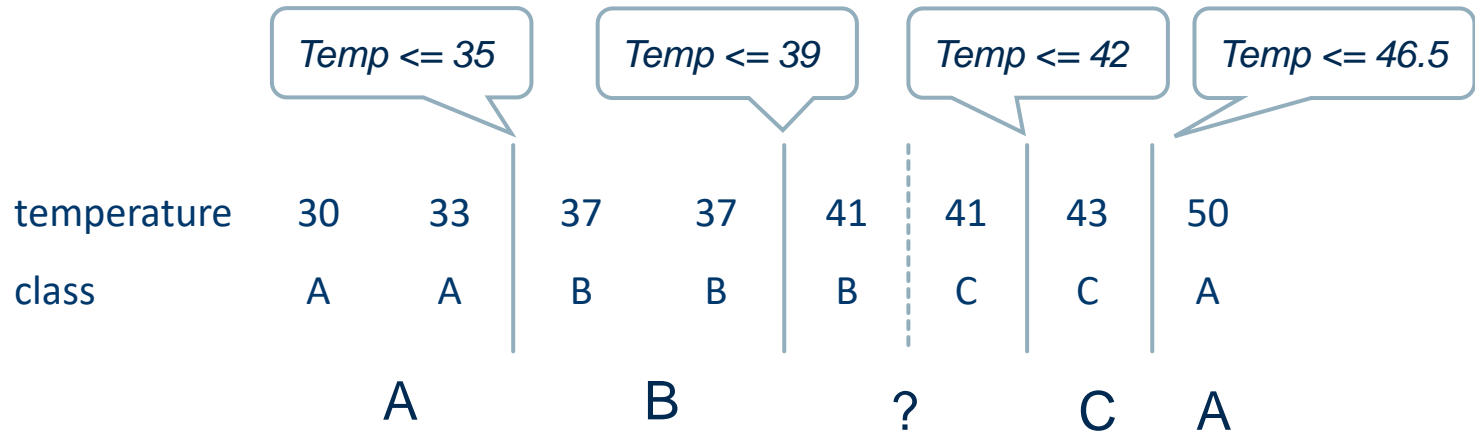 Temp <= 35 Temp <= 39 Temp <= 42 Temp <= 46.5
temperature 30 33 37 37 41 41 43 50
class A A B B B C C A
A B ? C A